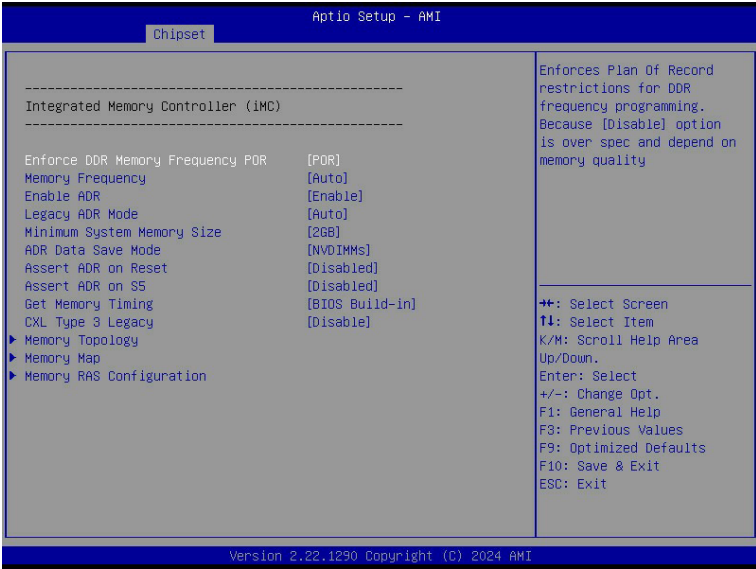 Aptio Setup – AMI
Chipset
------------------------------------------------
Integrated Memory Controller (iMC)
------------------------------------------------
Enforce DDR Memory Frequency POR [POR]
Memory Frequency [Auto]
Enable ADR [Enable]
Legacy ADR Mode [Auto]
Minimum System Memory Size [2GB]
ADR Data Save Mode [NVDIMMs]
Assert ADR on Reset [Disabled]
Assert ADR on S5 [Disabled]
Get Memory Timing [BIOS Build-in]
CXL Type 3 Legacy [Disable]
Memory Topology
Memory Map
Memory RAS Configuration
Enforces Plan Of Record
restrictions for DDR
frequency programming.
Because [Disable] option
is over spec and depend on
memory quality
→←: Select Screen
↑↓: Select Item
K/M: Scroll Help Area
Up/Down.
Enter: Select
+/-: Change Opt.
F1: General Help
F3: Previous Values
F9: Optimized Defaults
F10: Save & Exit
ESC: Exit
Version 2.22.1290 Copyright (C) 2024 AMI